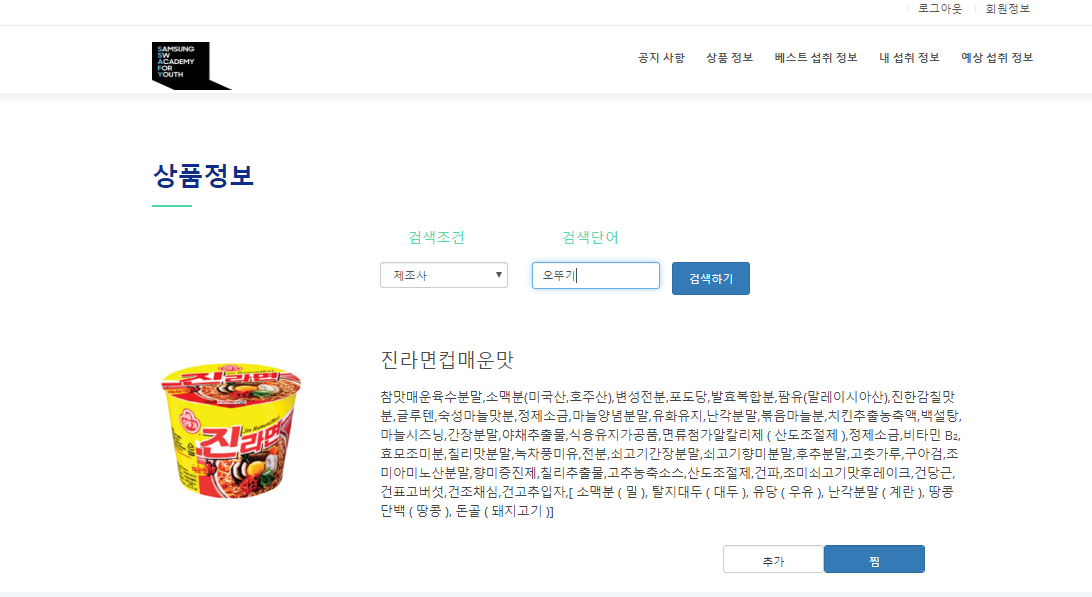 로그아웃 회원정보
SAMSUNG
SW
ACADEMY
FOR
YOUTH
공지 사항 상품 정보 베스트 섭취 정보 내 섭취 정보 예상 섭취 정보
상품정보
검색조건 검색단어
제조사 오뚜기 검색하기
진라면컵매운맛
참맛매운육수분말,소맥분(미국산,호주산),변성전분,포도당,발효복합분,팜유(말레이시아산),진한감칠맛
분,글루텐,숙성마늘맛분,정제소금,마늘양념분말,유화유지,난각분말,볶음마늘분,치킨추출농축액,백설탕,
마늘시즈닝,간장분말,야채추출물,식용유지가공품,면류첨가알칼리제 ( 산도조절제 ),정제소금,비타민 B2,
효모조미분,칠리맛분말,녹차풍미유,전분,쇠고기간장분말,쇠고기향미분말,후추분말,고춧가루,구아검,조
미아미노산분말,향미증진제,칠리추출물,고추농축소스,산도조절제,건파,조미쇠고기맛후레이크,건당근,
건표고버섯,건조채심,건고추입자,[ 소맥분 ( 밀 ), 탈지대두 ( 대두 ), 유당 ( 우유 ), 난각분말 ( 계란 ), 땅콩
단백 ( 땅콩 ), 돈골 ( 돼지고기 )]
진라면
진라면
추가 찜